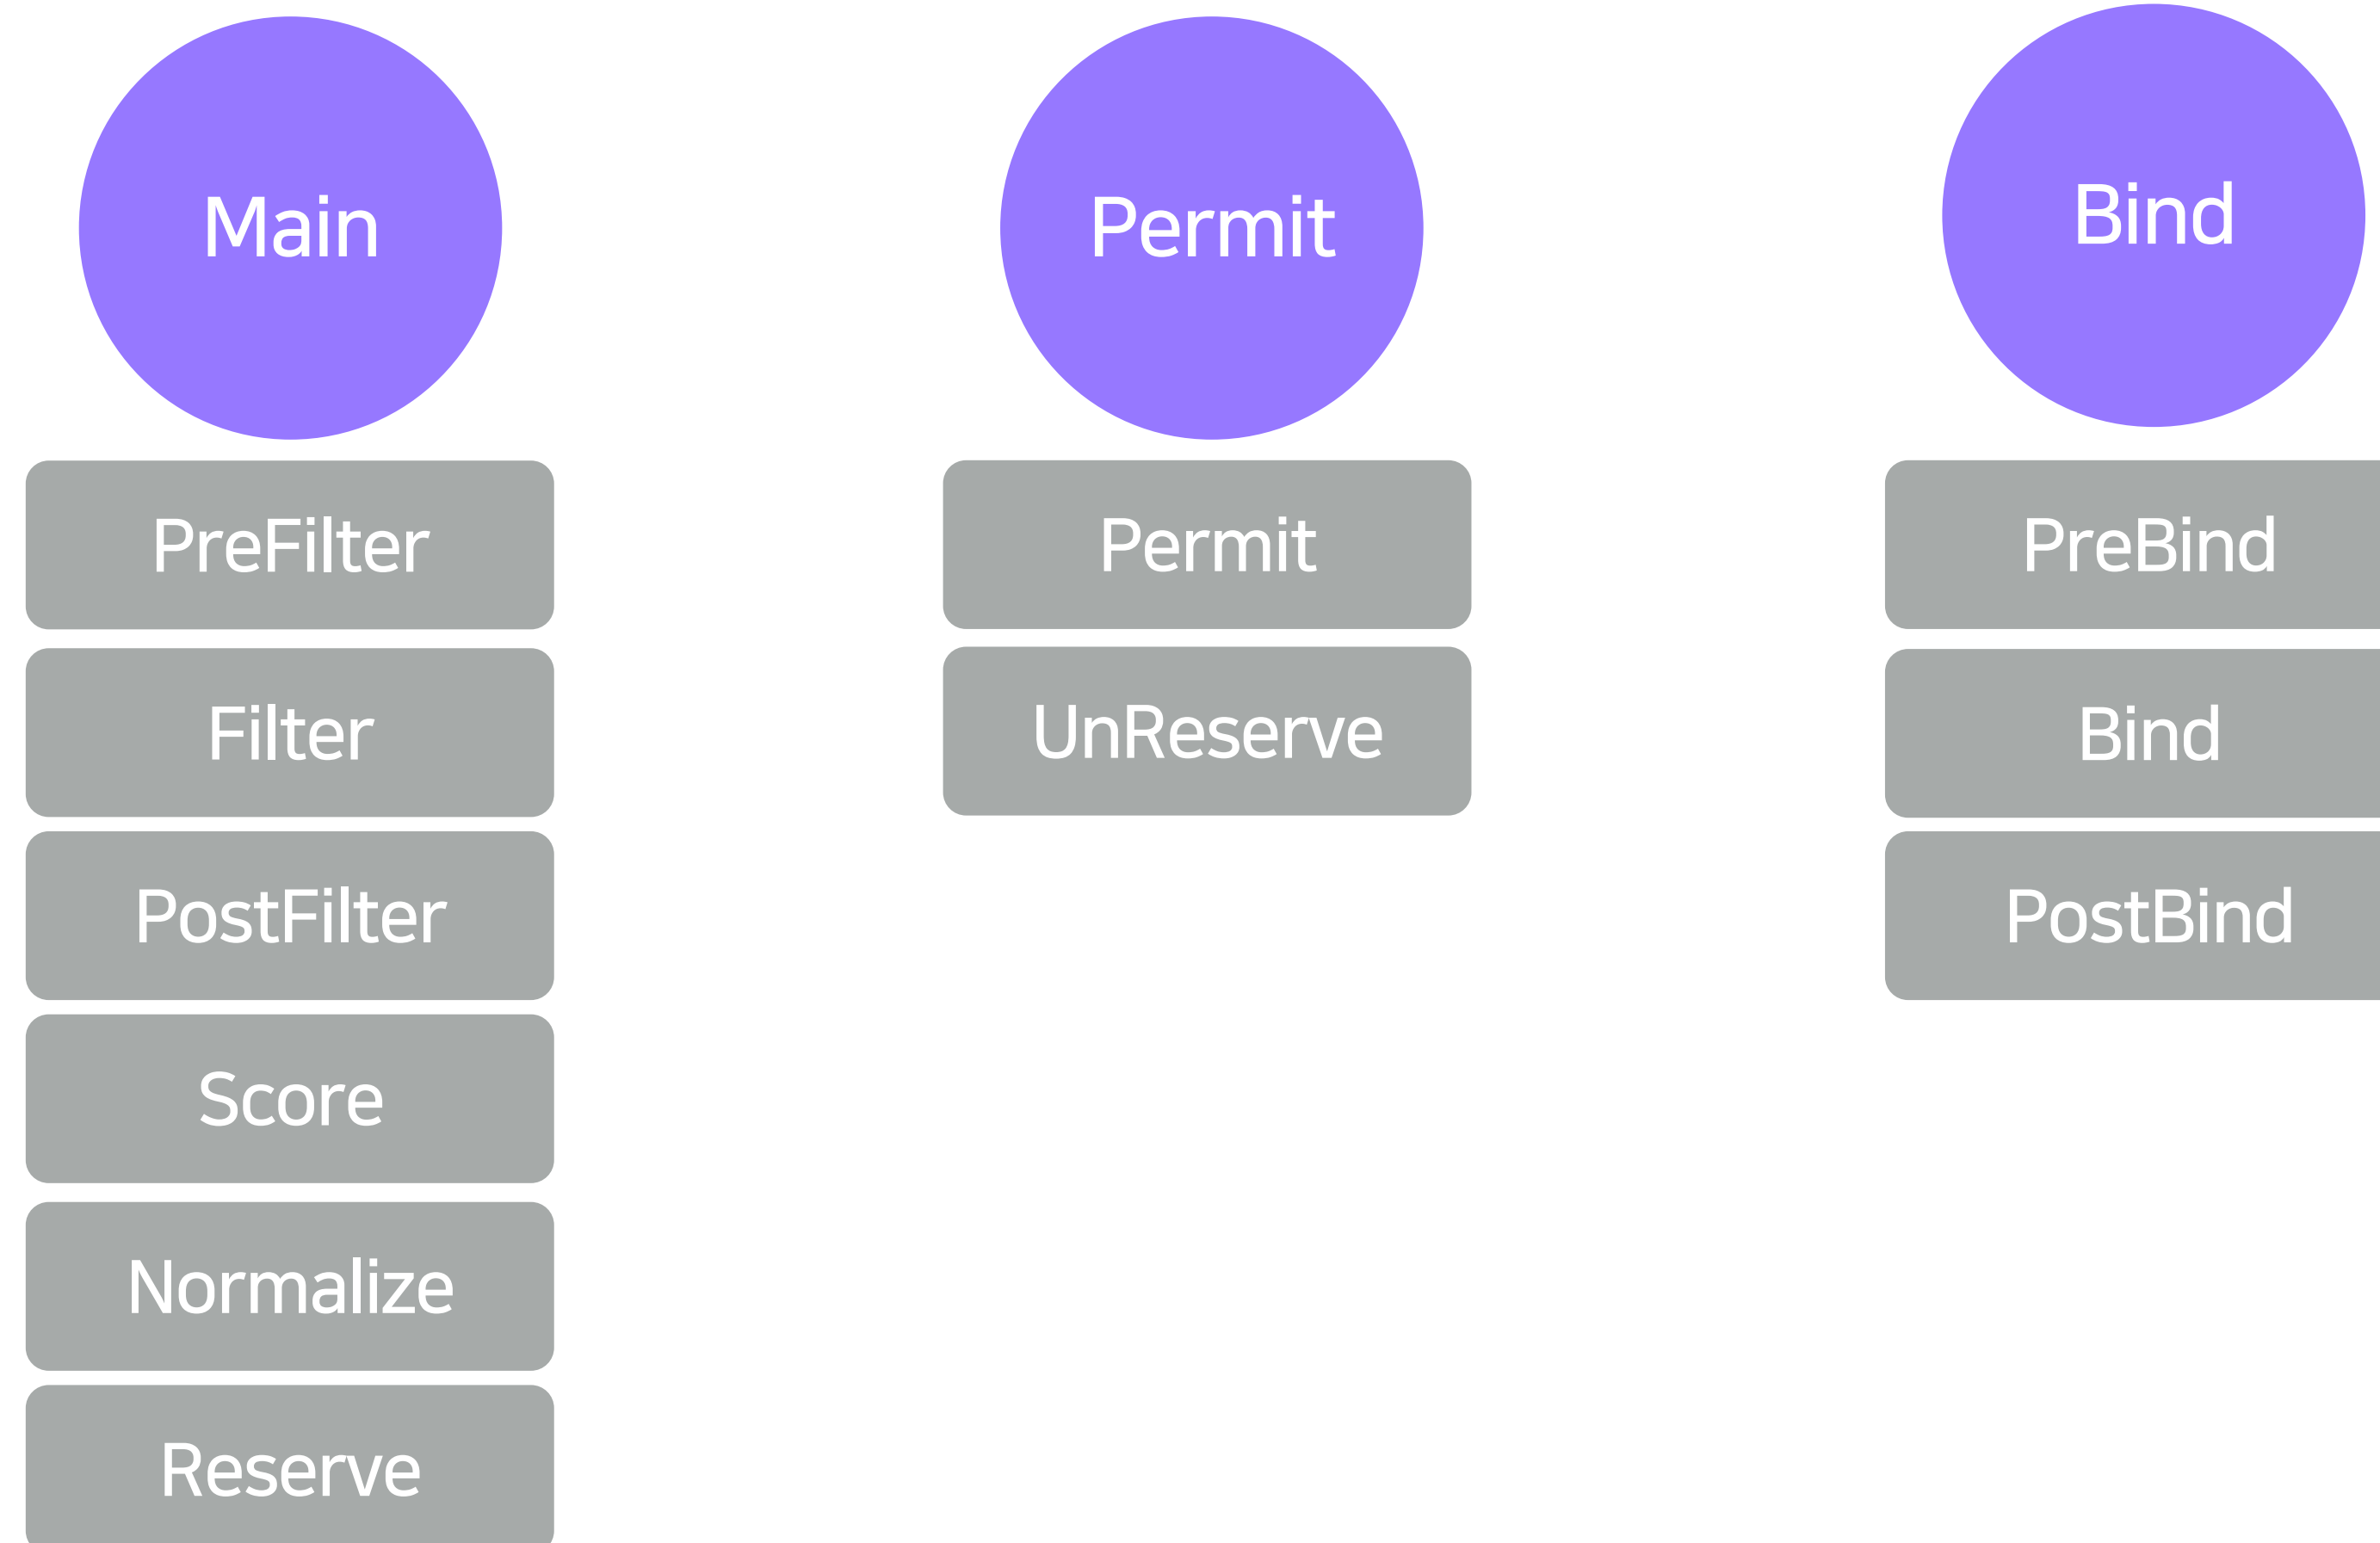 Main
PreFilter
Filter
PostFilter
Score
Normalize
Reserve
Permit
Permit
UnReserve
Bind
PreBind
Bind
PostBind